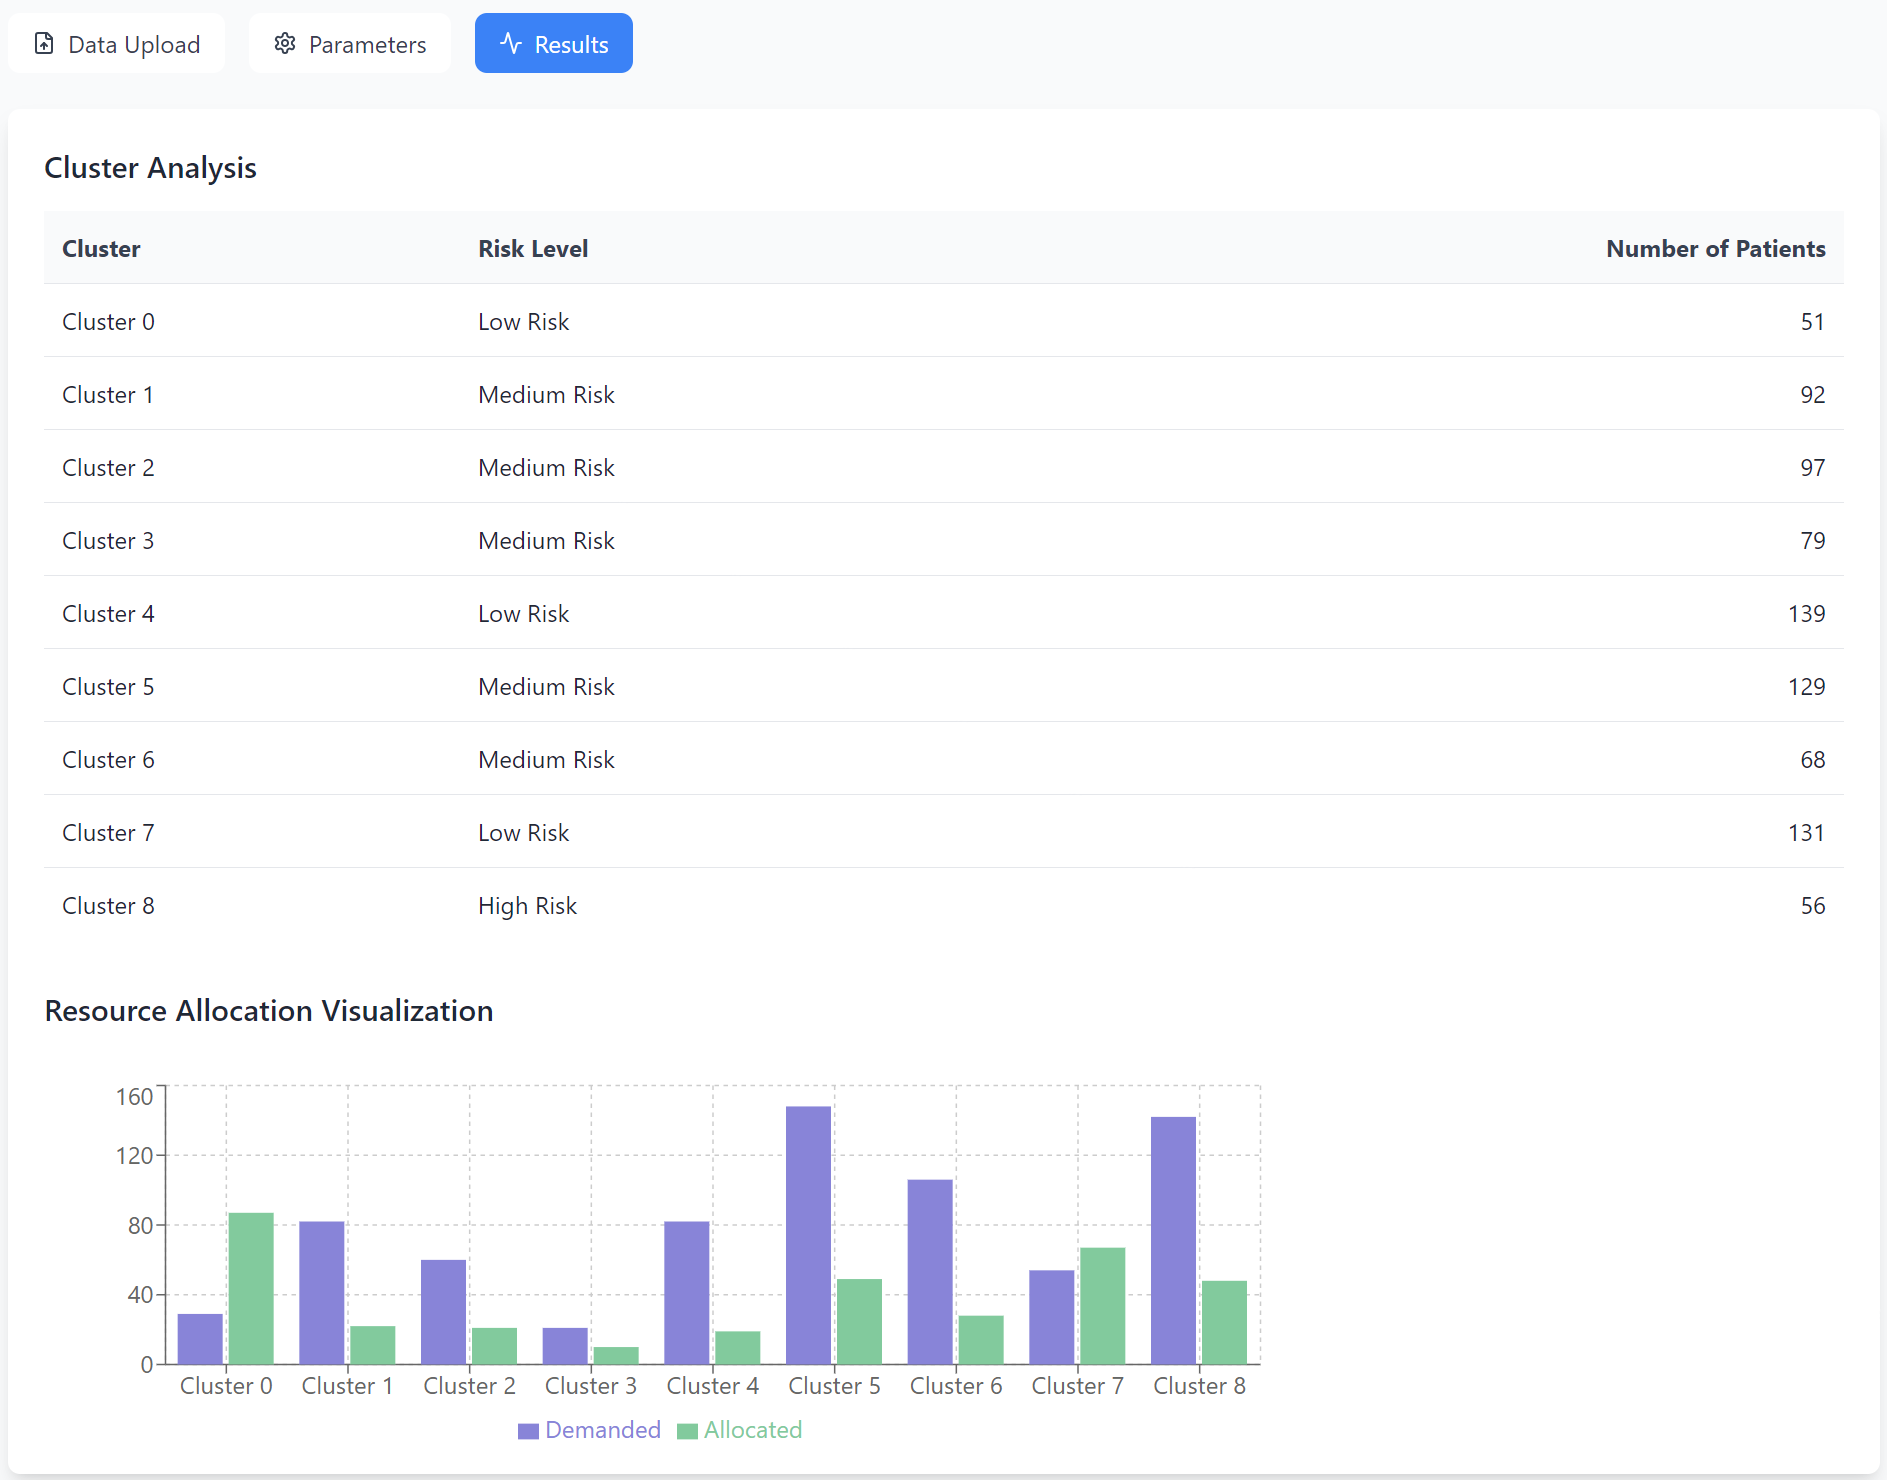 Data Upload Parameters Results
Cluster Analysis
Cluster Risk Level Number of Patients
Cluster 0 Low Risk 51
Cluster 1 Medium Risk 92
Cluster 2 Medium Risk 97
Cluster 3 Medium Risk 79
Cluster 4 Low Risk 139
Cluster 5 Medium Risk 129
Cluster 6 Medium Risk 68
Cluster 7 Low Risk 131
Cluster 8 High Risk 56
Resource Allocation Visualization
160
120
80
40
0
Cluster 0 Cluster 1 Cluster 2 Cluster 3 Cluster 4 Cluster 5 Cluster 6 Cluster 7 Cluster 8
Demanded Allocated